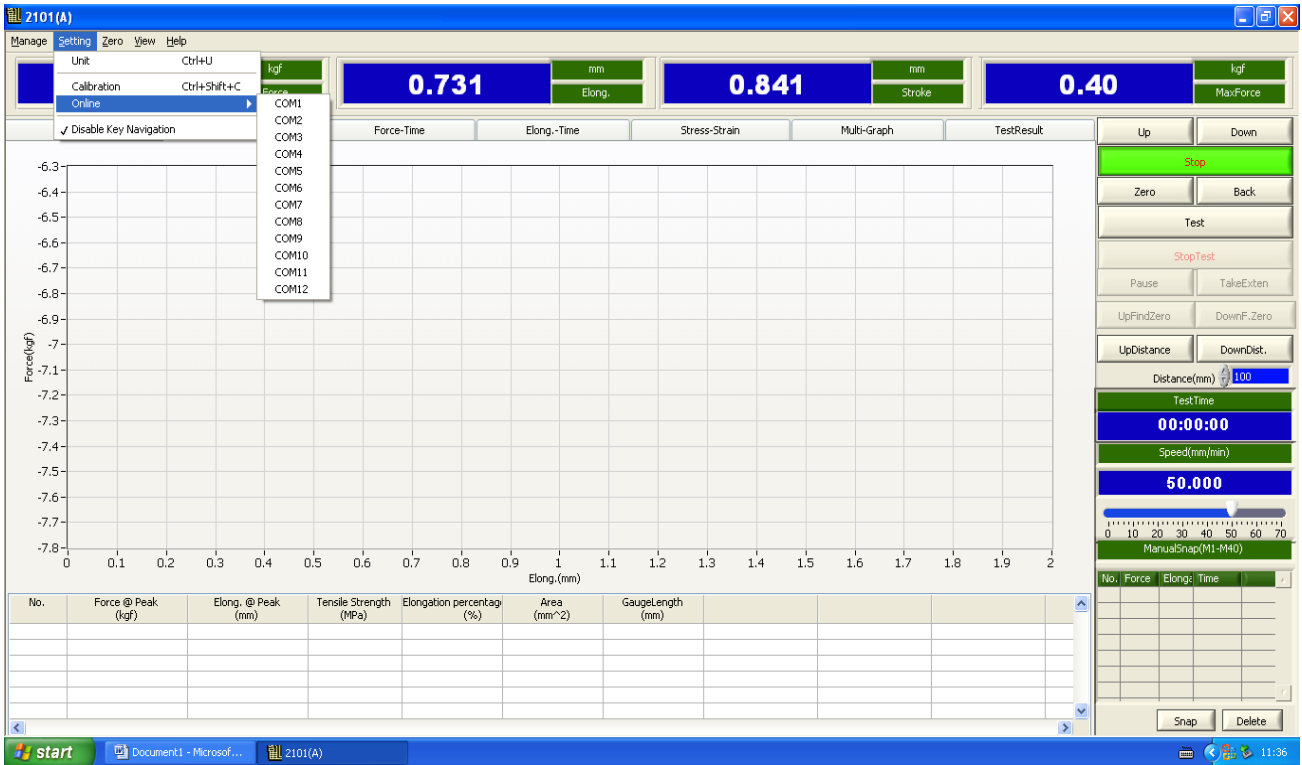 2101(A)
Manage Setting Zero View Help
Unit Ctrl+U
Calibration Ctrl+Shift+C
Online
✓ Disable Key Navigation
COM1
COM2
COM3
COM4
COM5
COM6
COM7
COM8
COM9
COM10
COM11
COM12
kgf
Force
0.731 mm
Elong.
0.841 mm
Stroke
0.40 kgf
MaxForce
Force-Time Elong.-Time Stress-Strain Multi-Graph TestResult
Force(kgf)
-6.3
-6.4
-6.5
-6.6
-6.7
-6.8
-6.9
-7
-7.1
-7.2
-7.3
-7.4
-7.5
-7.6
-7.7
-7.8
0 0.1 0.2 0.3 0.4 0.5 0.6 0.7 0.8 0.9 1 1.1 1.2 1.3 1.4 1.5 1.6 1.7 1.8 1.9 2
Elong.(mm)
Up Down
Stop
Zero Back
Test
StopTest
Pause TakeExten
UpFindZero DownF.Zero
UpDistance DownDist.
Distance(mm) 100
TestTime
00:00:00
Speed(mm/min)
50.000
0 10 20 30 40 50 60 70
ManualSnap(M1-M40)
No. Force Elonga Time
Snap Delete
No. Force @ Peak Elong. @ Peak Tensile Strength Elongation percentag Area GaugeLength
(kgf) (mm) (MPa) (%) (mm^2) (mm)
start Document1 - Microsof... 2101(A) 11:36